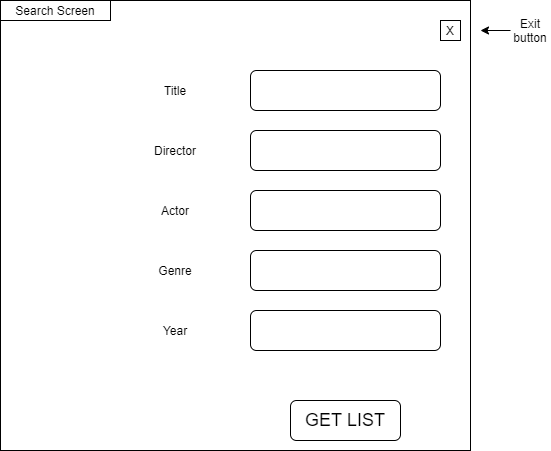 Search Screen
X
Exit
button
Title
Director
Actor
Genre
Year
GET LIST